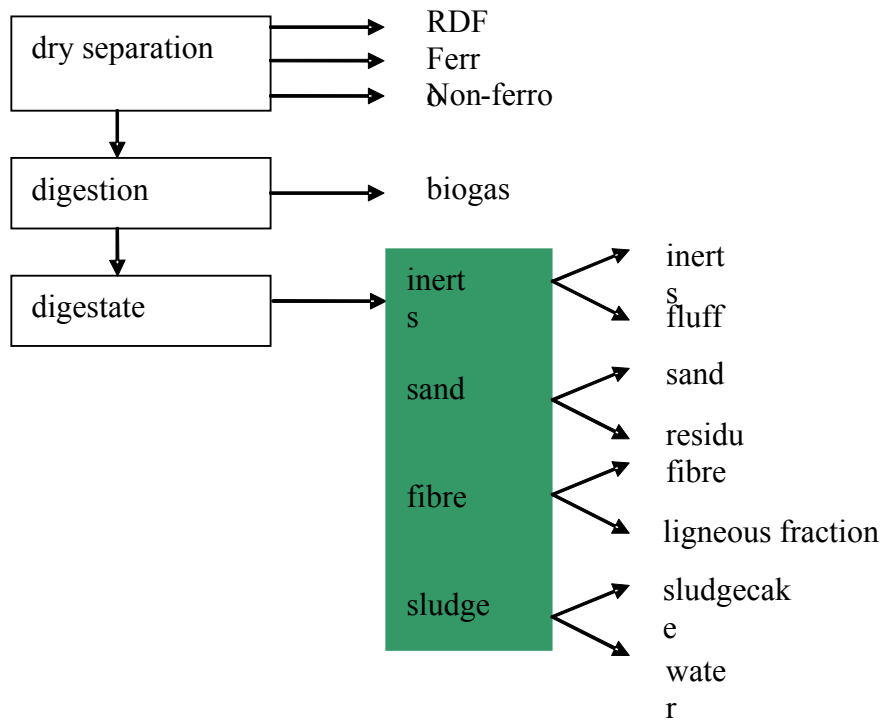 dry separation
RDF
Ferr
o
Non-ferro
digestion
biogas
digestate
inert
s
sand
fibre
sludge
inert
s
fluff
sand
residu
fibre
ligneous fraction
sludgecak
e
wate
r